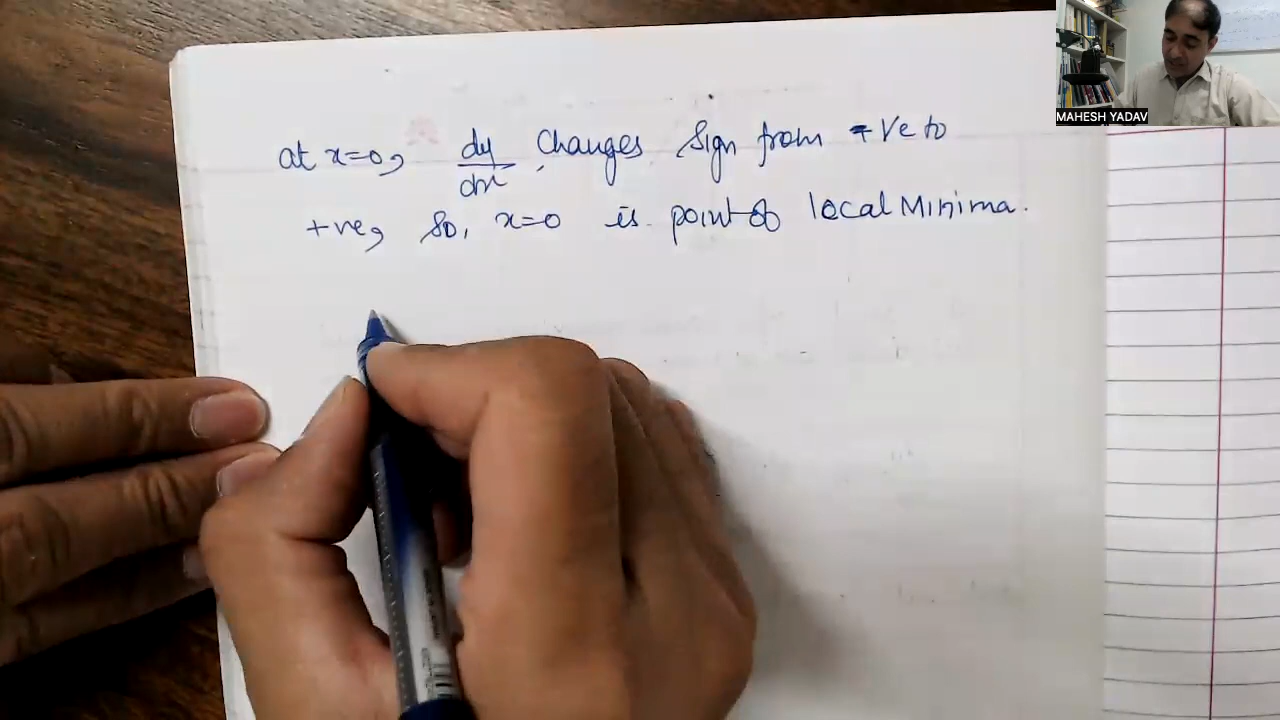 MAHESH YADAV
at x=0, dy/dx changes sign from -ve to
+ve, so, x=0 is point of local Minima.